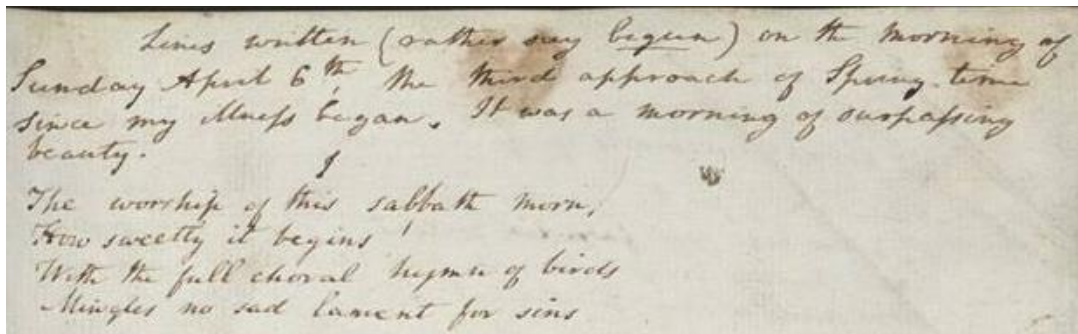 Lines written (rather say begun) on the morning of
Sunday April 6th, the third approach of Spring-time
since my illness began. It was a morning of surpassing
beauty.
1
The worship of this sabbath morn,
How sweetly it begins
With the full choral hymn of birds
Mingles no sad lament for sins